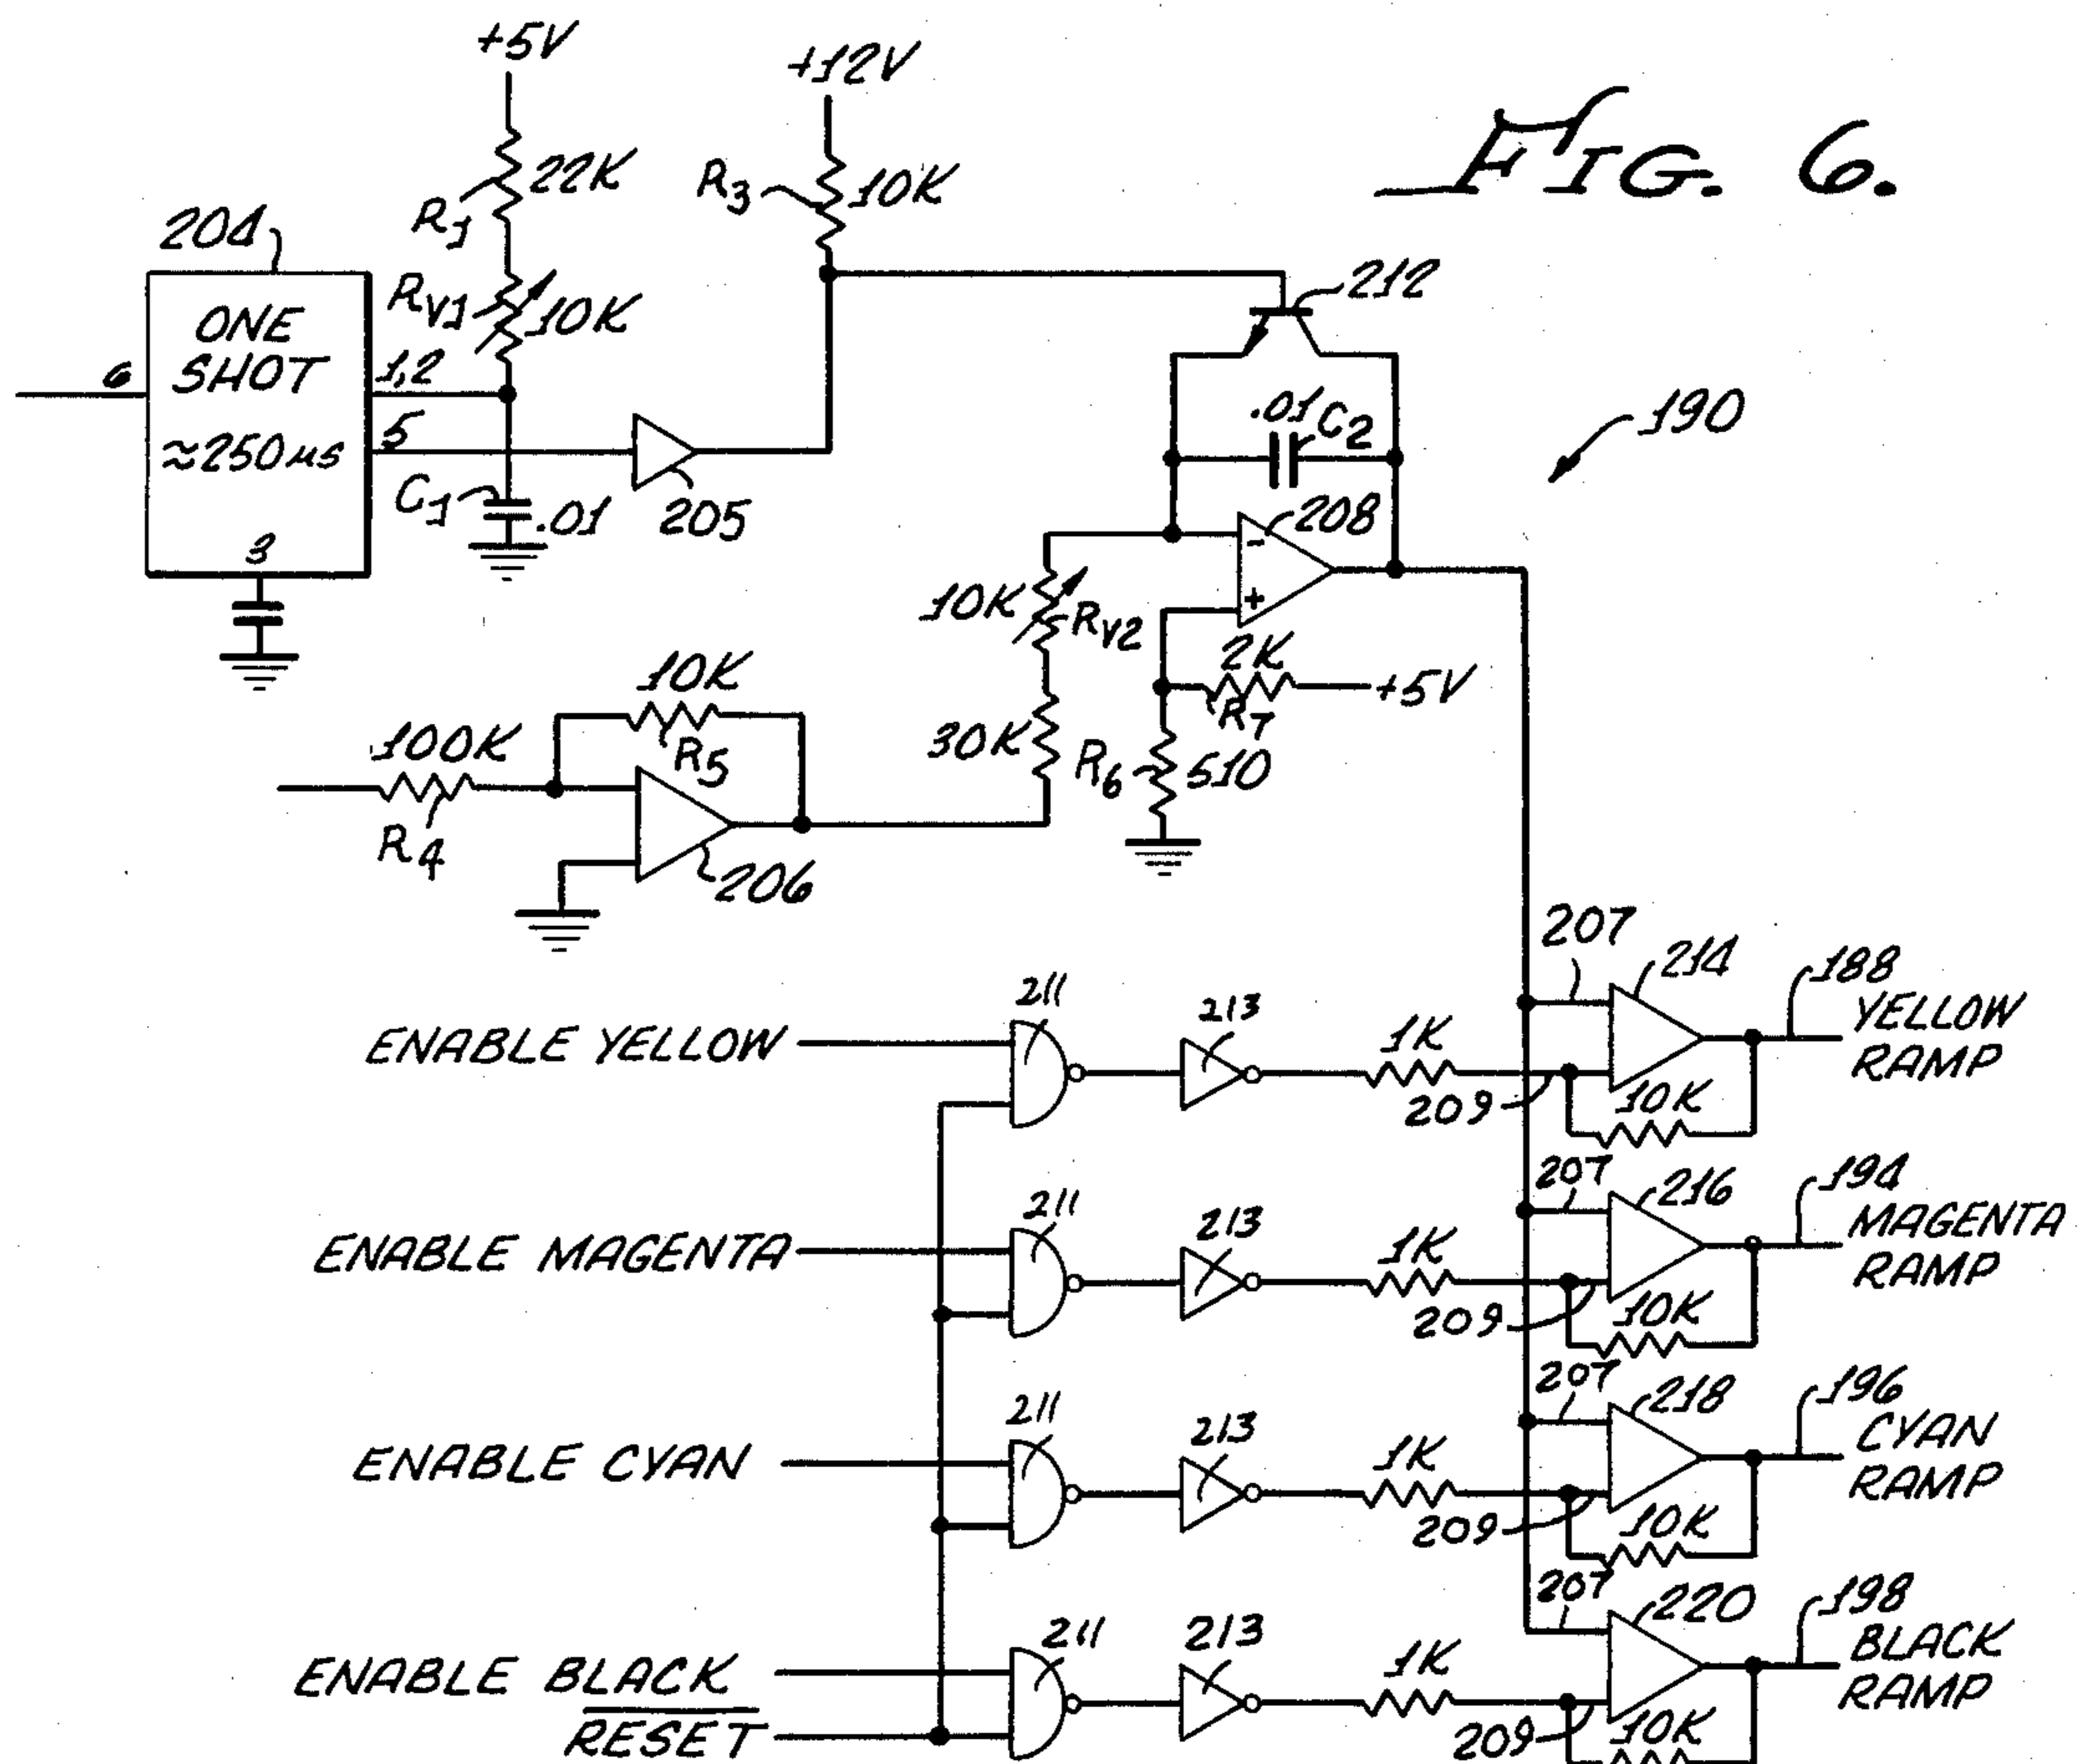 +5V
+12V
FIG. 6.
R1
22K
R3
10K
204
RV1
10K
212
ONE
SHOT
≈250µs
6
1,2
5
3
C1
.01
205
.01 C2
190
208
10K
RV2
2K
+5V
R7
30K
R6
510
10K
R5
100K
R4
206
207
214
188
YELLOW
RAMP
ENABLE YELLOW
211
213
1K
209
10K
207
216
194
MAGENTA
RAMP
ENABLE MAGENTA
211
213
1K
209
10K
207
218
196
CYAN
RAMP
ENABLE CYAN
211
213
1K
209
10K
207
220
198
BLACK
RAMP
ENABLE BLACK
211
213
1K
209
10K
RESET